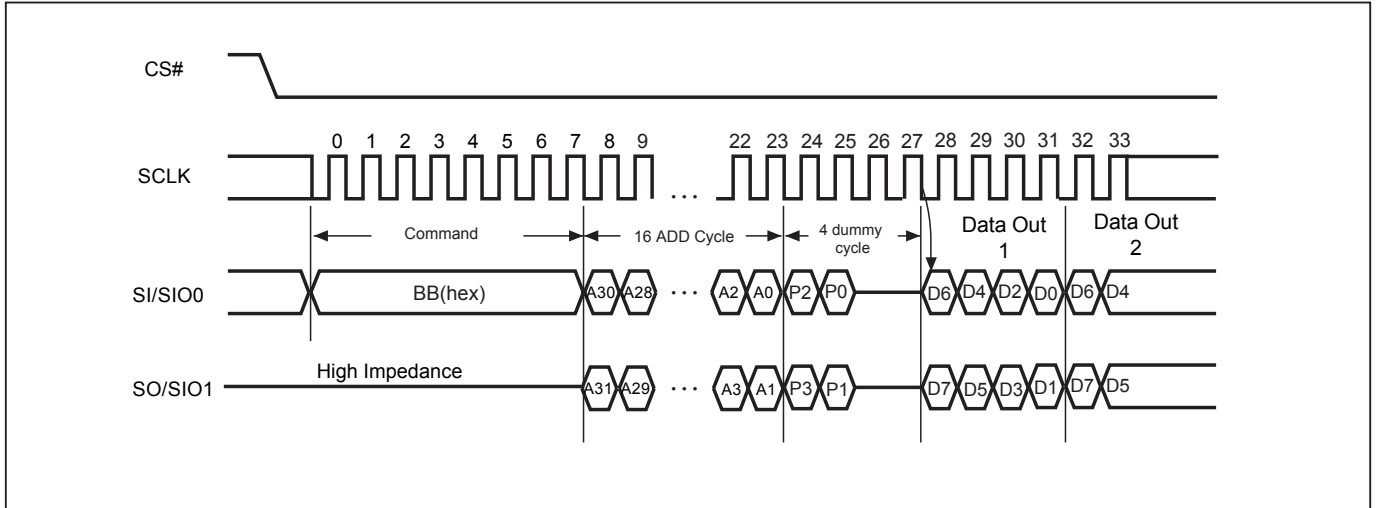 CS#
0 1 2 3 4 5 6 7 8 9 22 23 24 25 26 27 28 29 30 31 32 33
SCLK
...
Command 16 ADD Cycle 4 dummy cycle Data Out 1 Data Out 2
SI/SIO0 BB(hex) A30 A28 ... A2 A0 P2 P0 D6 D4 D2 D0 D6 D4
High Impedance
SO/SIO1 A31 A29 ... A3 A1 P3 P1 D7 D5 D3 D1 D7 D5